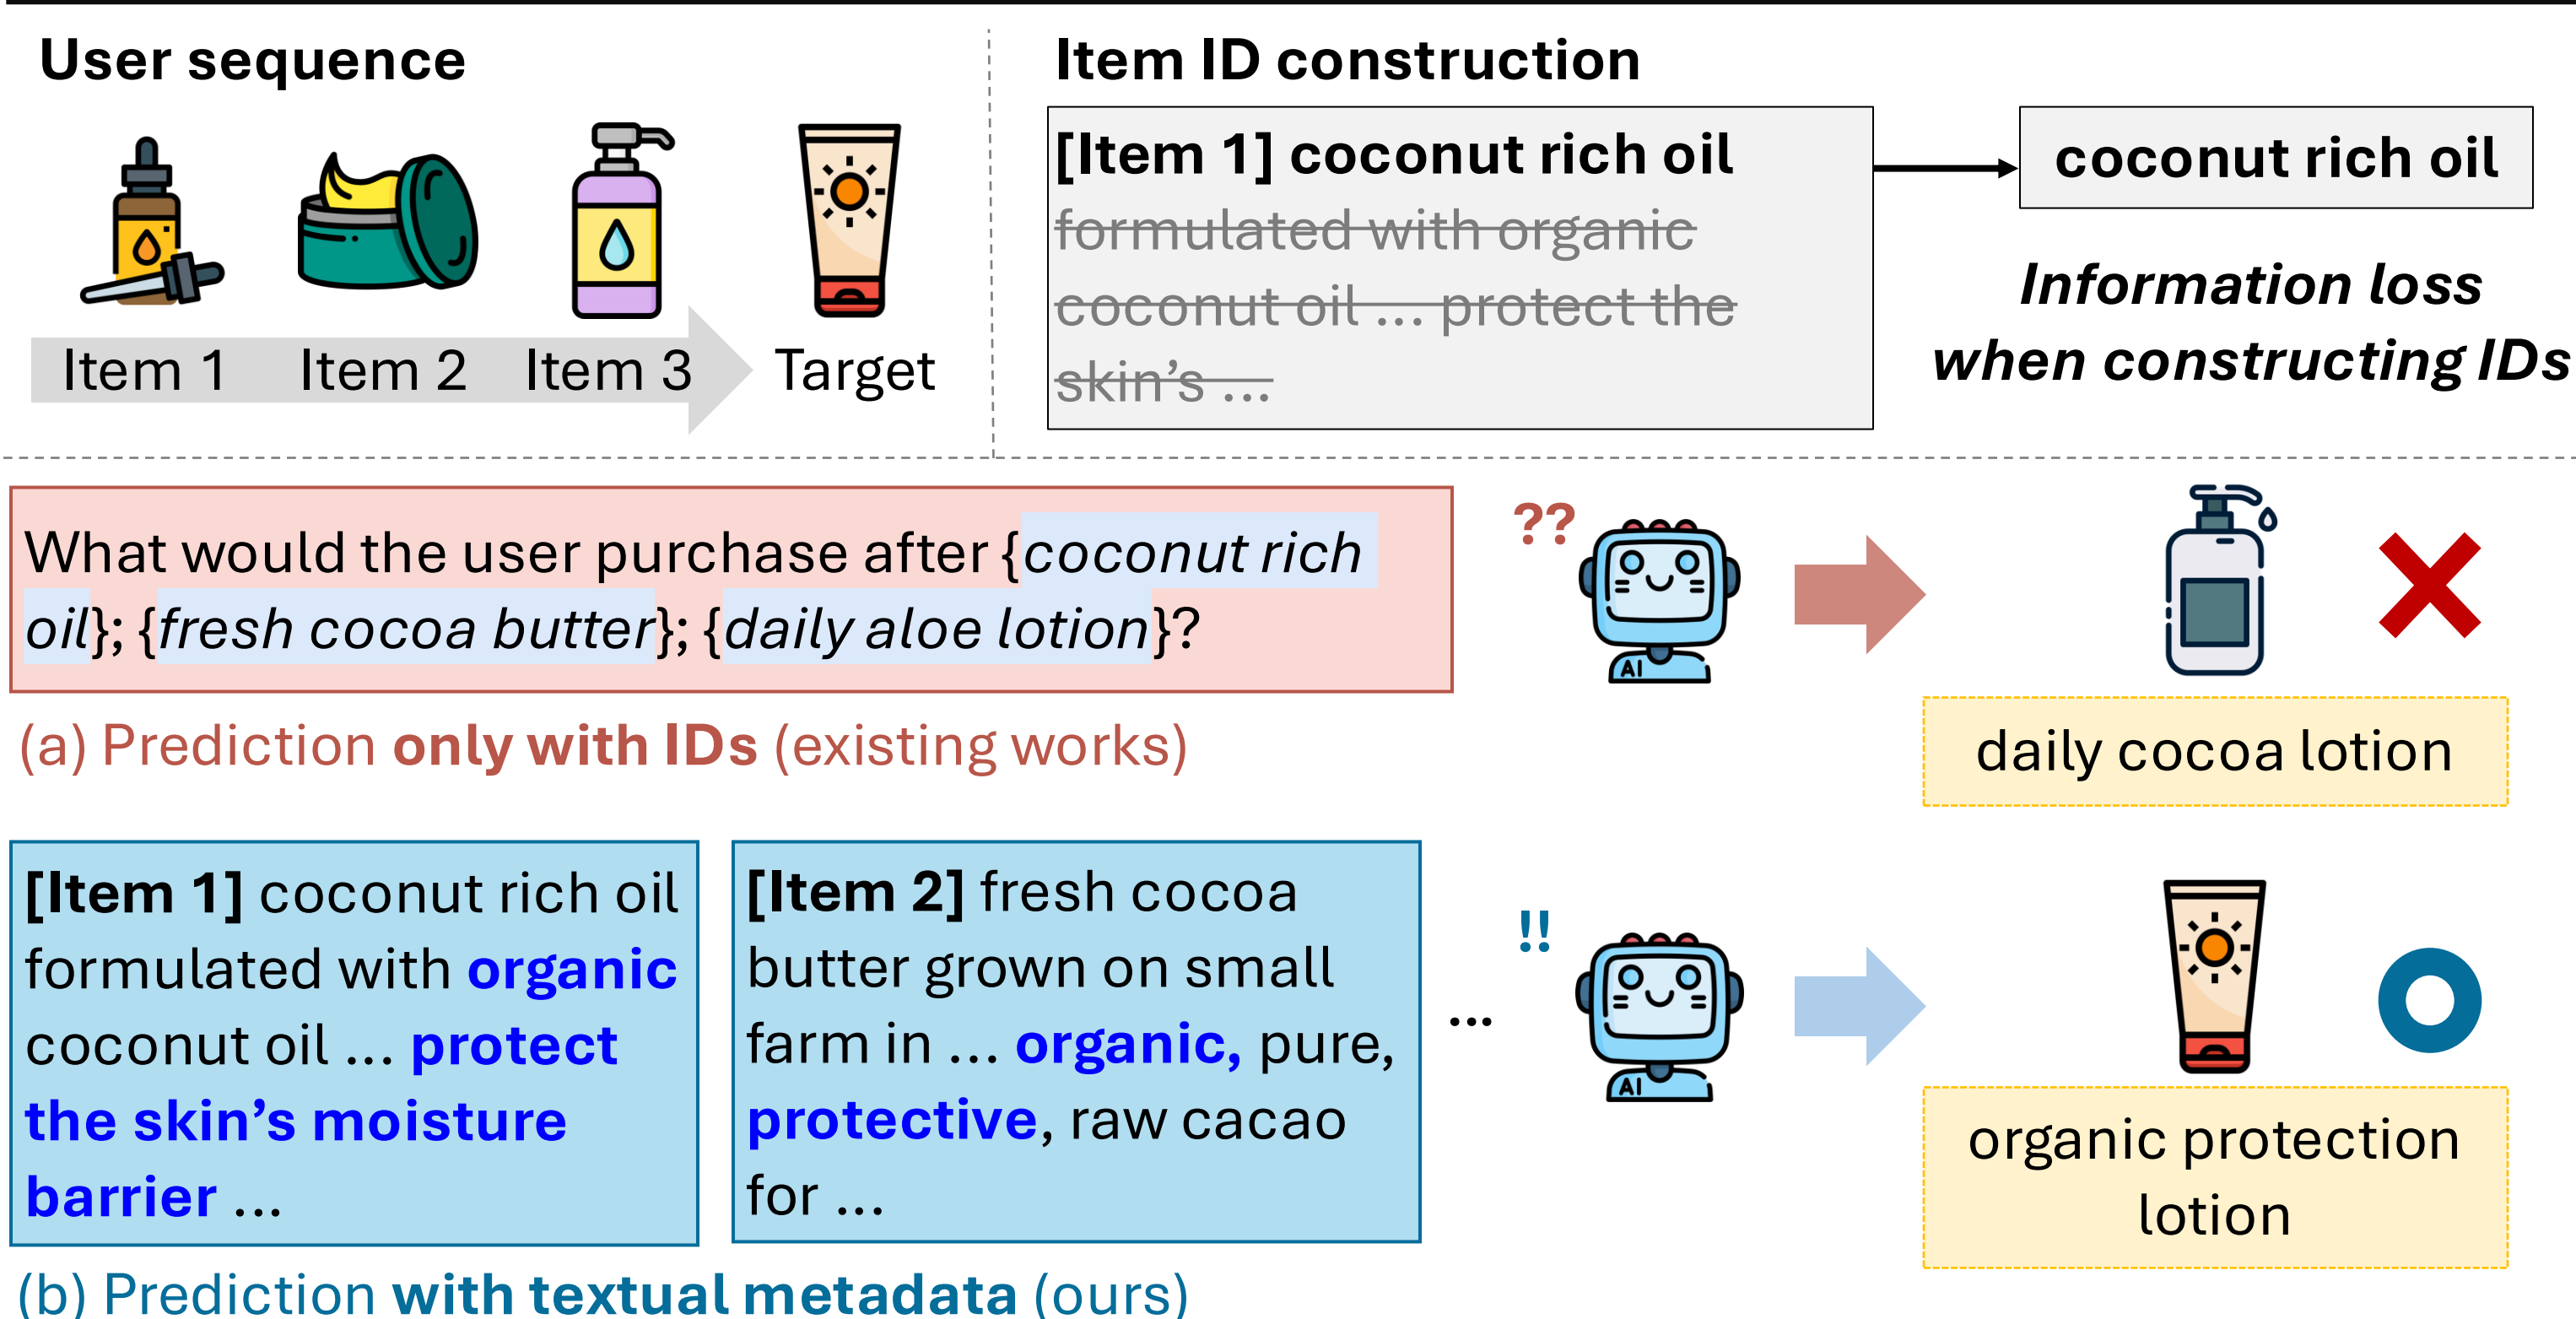 User sequence
Item 1
Item 2
Item 3
Target
Item ID construction
[Item 1] coconut rich oil
formulated with organic
coconut oil ... protect the
skin’s ...
coconut rich oil
Information loss
when constructing IDs
What would the user purchase after {coconut rich
oil}; {fresh cocoa butter}; {daily aloe lotion}?
??
AI
daily cocoa lotion
(a) Prediction only with IDs (existing works)
[Item 1] coconut rich oil
formulated with organic
coconut oil ... protect
the skin’s moisture
barrier ...
[Item 2] fresh cocoa
butter grown on small
farm in ... organic, pure,
protective, raw cacao
for ...
...
!!
AI
organic protection
lotion
(b) Prediction with textual metadata (ours)